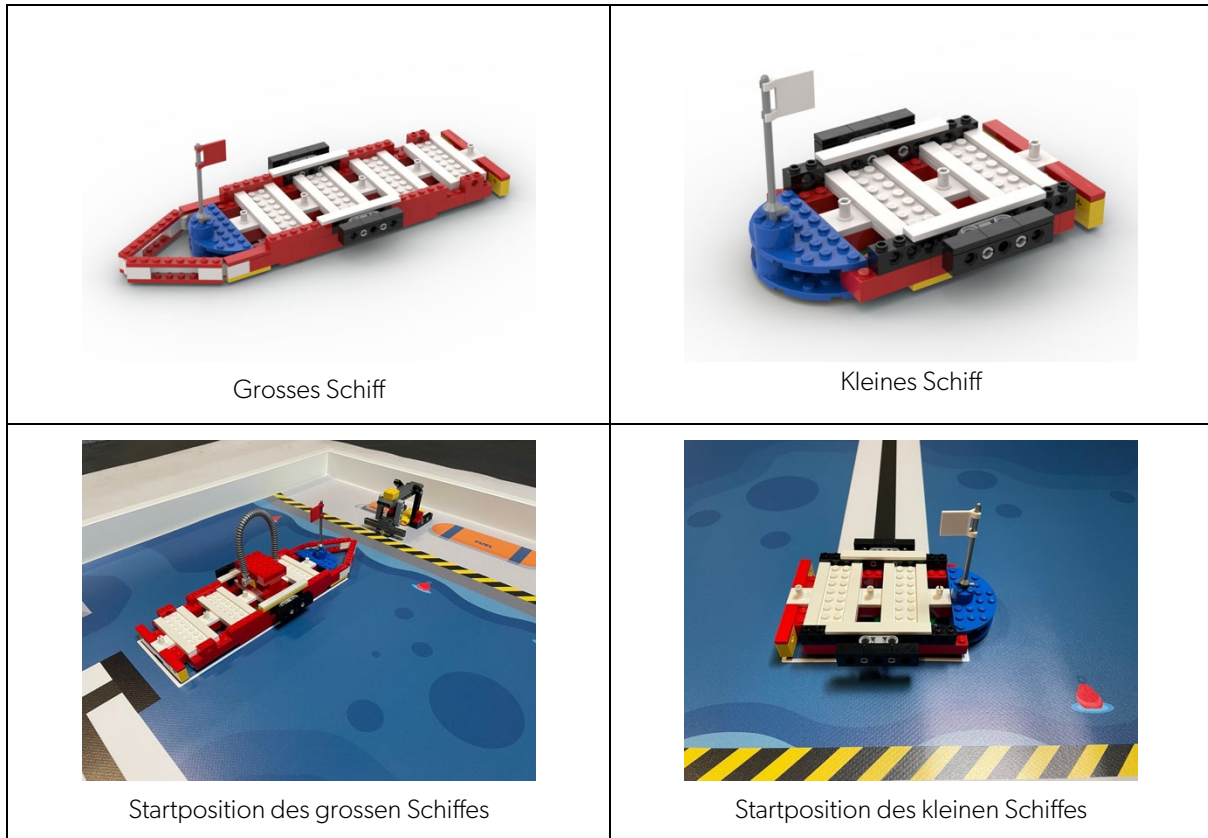 Grosses Schiff
Kleines Schiff
Startposition des grossen Schiffes
Startposition des kleinen Schiffes